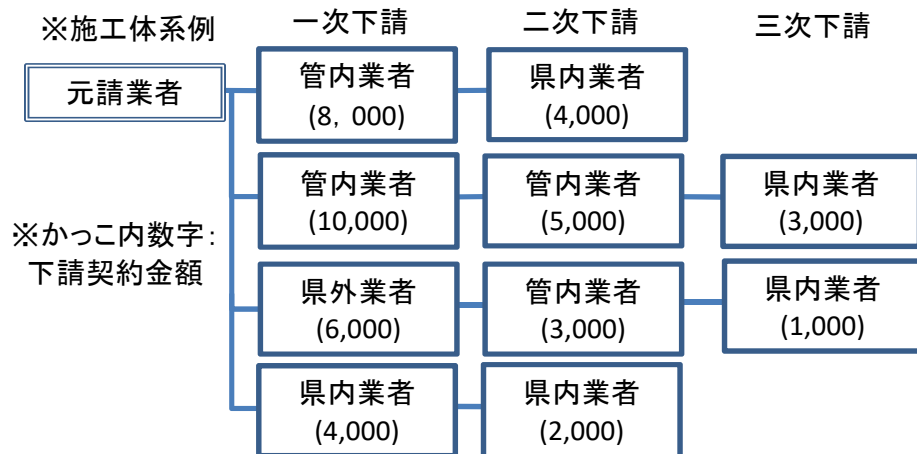 ※施工体系例
一次下請
二次下請
三次下請
元請業者
管内業者
(8，000)
県内業者
(4,000)
管内業者
(10,000)
管内業者
(5,000)
県内業者
(3,000)
※かっこ内数字：
下請契約金額
県外業者
(6,000)
管内業者
(3,000)
県内業者
(1,000)
県内業者
(4,000)
県内業者
(2,000)